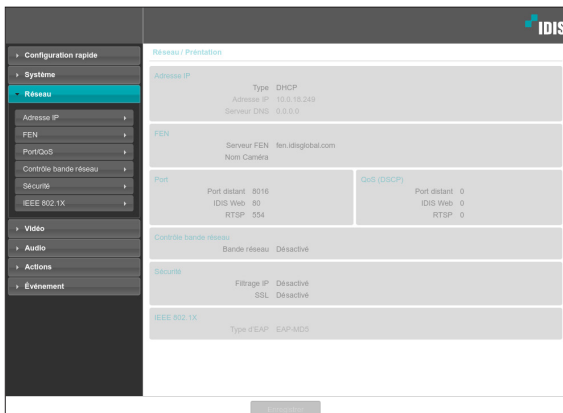 IDIS
Configuration rapide
Système
Réseau
Adresse IP
FEN
Port/QoS
Contrôle bande réseau
Sécurité
IEEE 802.1X
Vidéo
Audio
Actions
Événement
Réseau / Préntation
Adresse IP
Type DHCP
Adresse IP 10.0.15.249
Serveur DNS 0.0.0.0
FEN
Serveur FEN fen.idisglobal.com
Nom Caméra
Port
Port distant 8016
IDIS Web 80
RTSP 554
QoS (DSCP)
Port distant 0
IDIS Web 0
RTSP 0
Contrôle bande réseau
Bande réseau Désactivé
Sécurité
Filtrage IP Désactivé
SSL Désactivé
IEEE 802.1X
Type d'EAP EAP-MD5